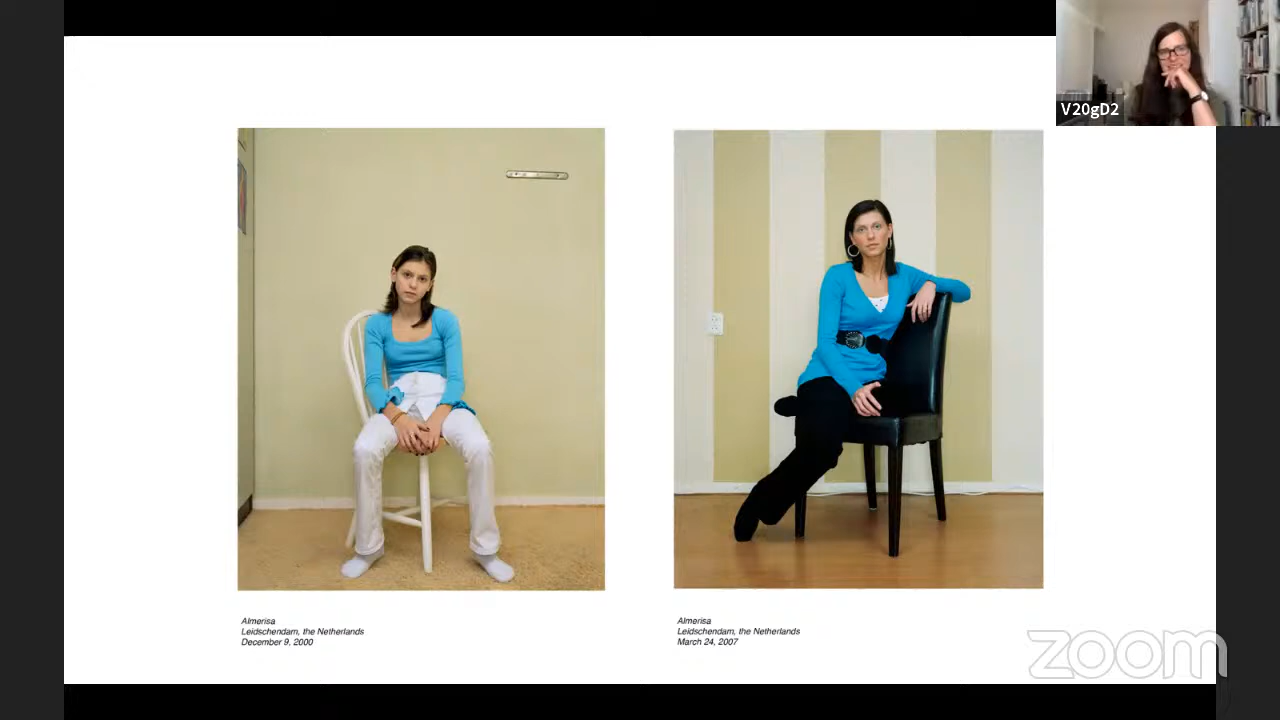 V20gD2
Almerisa
Leidschendam, the Netherlands
December 9, 2000
Almerisa
Leidschendam, the Netherlands
March 24, 2007
zoom